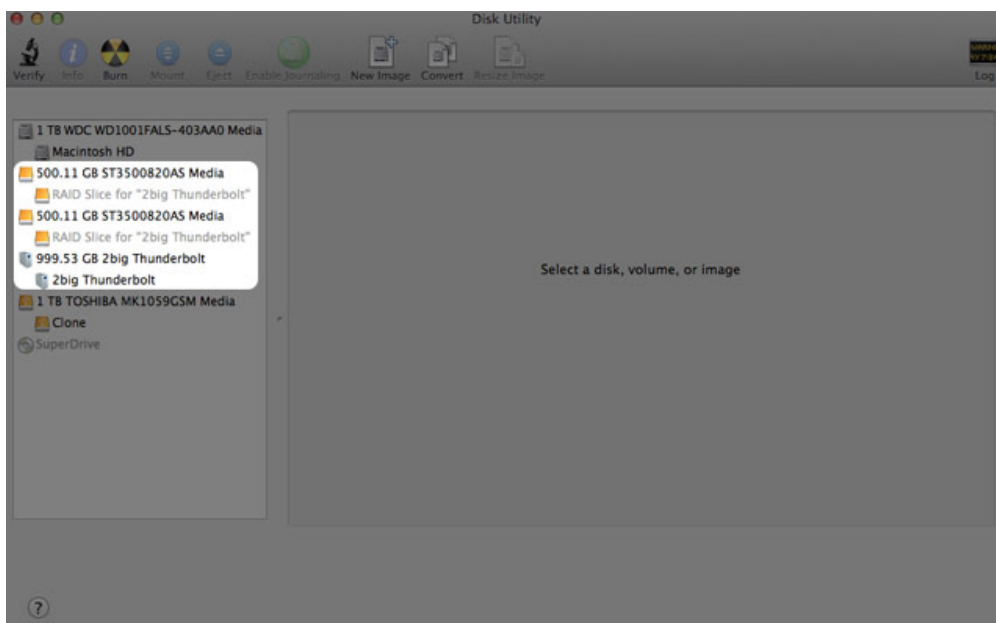 Disk Utility
Verify Info Burn Mount Eject Enable Journaling New Image Convert Resize Image Log
1 TB WDC WD1001FALS-403AA0 Media
Macintosh HD
500.11 GB ST3500820AS Media
RAID Slice for "2big Thunderbolt"
500.11 GB ST3500820AS Media
RAID Slice for "2big Thunderbolt"
999.53 GB 2big Thunderbolt
2big Thunderbolt
1 TB TOSHIBA MK1059GSM Media
Clone
SuperDrive
Select a disk, volume, or image
?